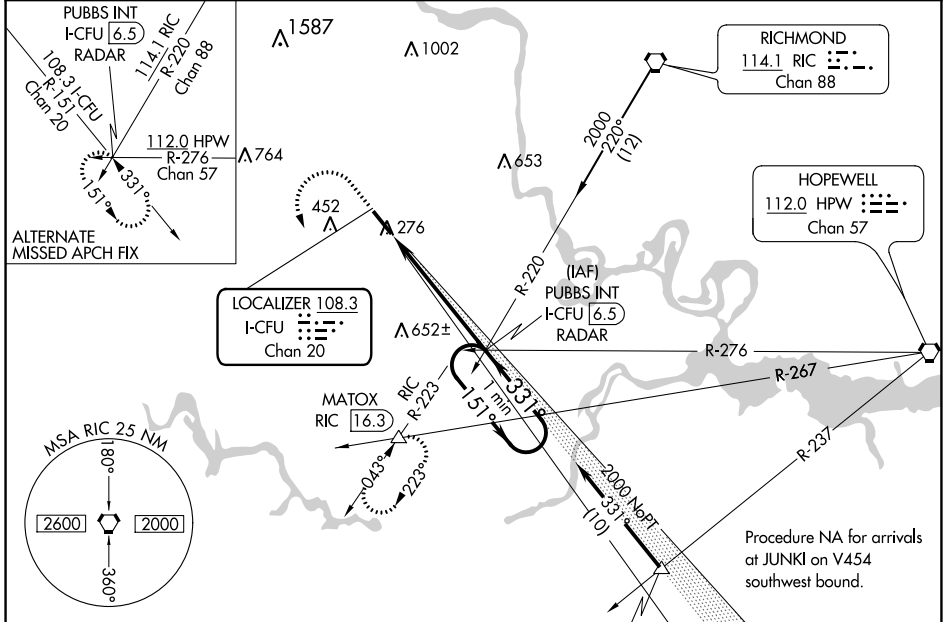 PUBBS INT
I-CFU 6.5
RADAR
108.3 I-CFU
R-151
Chan 20
114.1 RIC
R-220
Chan 88
112.0 HPW
R-276
Chan 57
151°
331°
ALTERNATE
MISSED APCH FIX
1587
1002
764
653
452
276
652±
RICHMOND
114.1 RIC
Chan 88
2000
220°
(12)
R-220
HOPEWELL
112.0 HPW
Chan 57
(IAF)
PUBBS INT
I-CFU 6.5
RADAR
LOCALIZER 108.3
I-CFU
Chan 20
R-276
R-267
R-237
RIC
R-223
MATOX
RIC 16.3
043°
223°
1 min
151°
331°
2000 NoPT
331°
(10)
MSA RIC 25 NM
180°
2600
2000
360°
Procedure NA for arrivals
at JUNKI on V454
southwest bound.